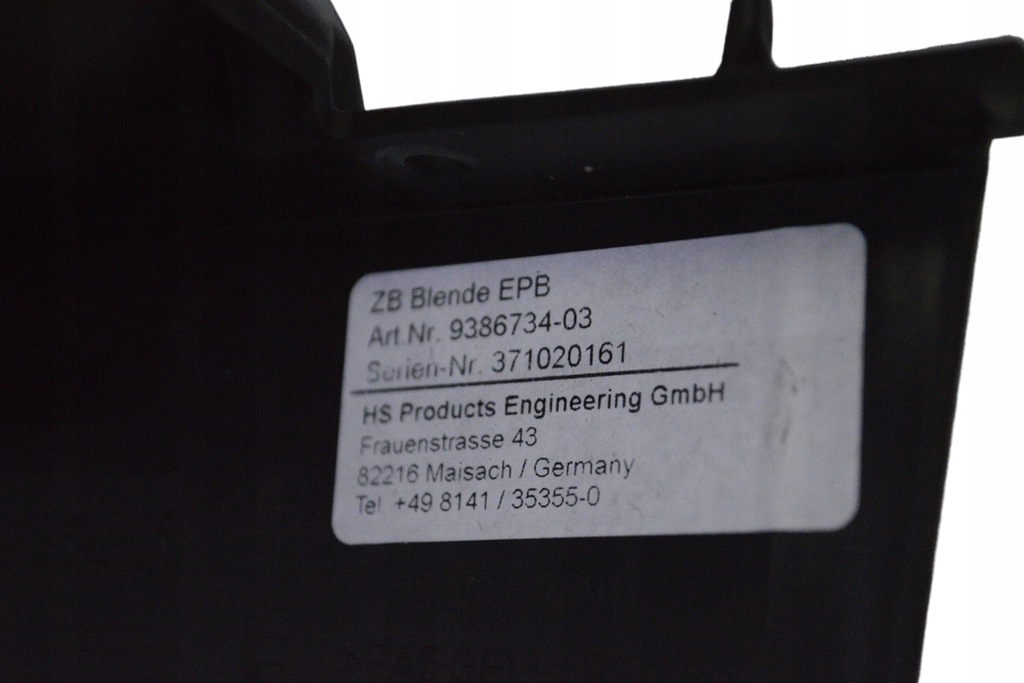 ZB Blende EPB
Art.Nr. 9386734-03
Serien-Nr. 371020161
HS Products Engineering GmbH
Frauenstrasse 43
82216 Maisach / Germany
Tel +49 8141 / 35355-0